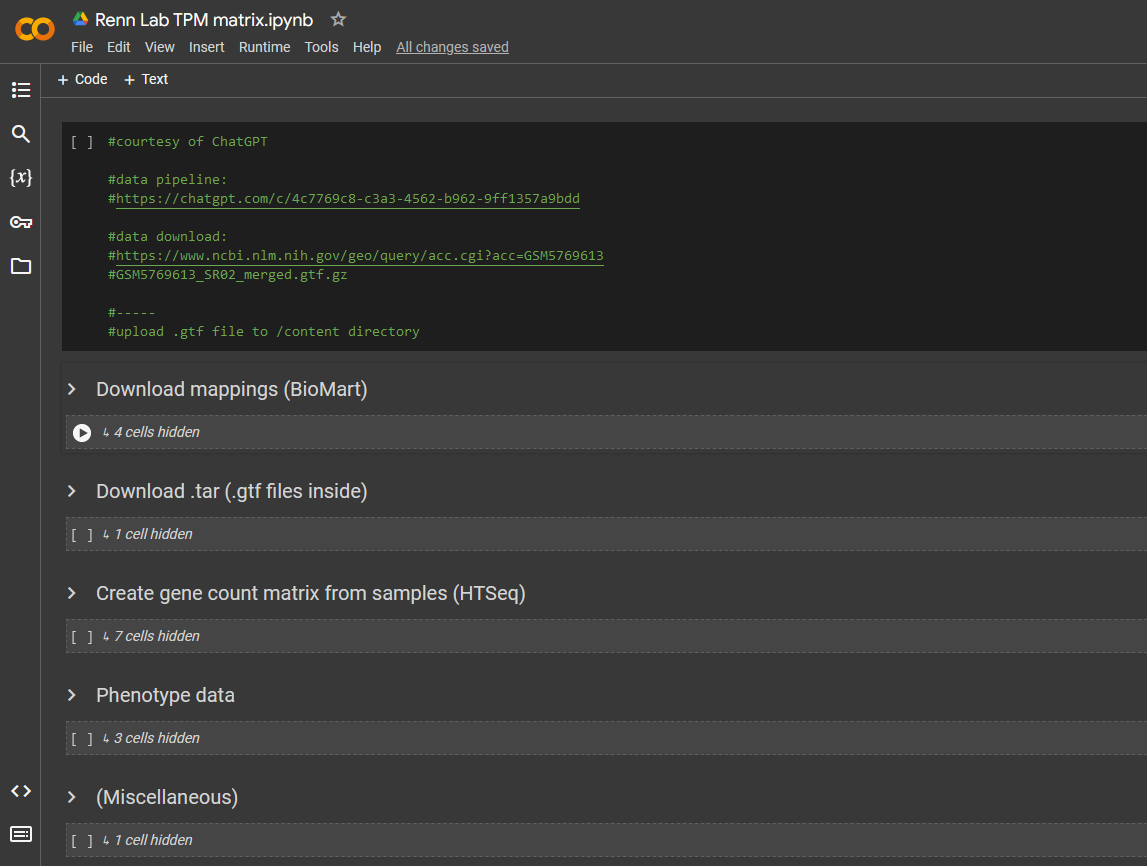 Renn Lab TPM matrix.ipynb
File Edit View Insert Runtime Tools Help All changes saved
+ Code + Text
[ ] #courtesy of ChatGPT
#data pipeline:
#https://chatgpt.com/c/4c7769c8-c3a3-4562-b962-9ff1357a9bdd
#data download:
#https://www.ncbi.nlm.nih.gov/geo/query/acc.cgi?acc=GSM5769613
#GSM5769613_SR02_merged.gtf.gz
#-----
#upload .gtf file to /content directory
Download mappings (BioMart)
↳ 4 cells hidden
Download .tar (.gtf files inside)
[ ] ↳ 1 cell hidden
Create gene count matrix from samples (HTSeq)
[ ] ↳ 7 cells hidden
Phenotype data
[ ] ↳ 3 cells hidden
(Miscellaneous)
[ ] ↳ 1 cell hidden